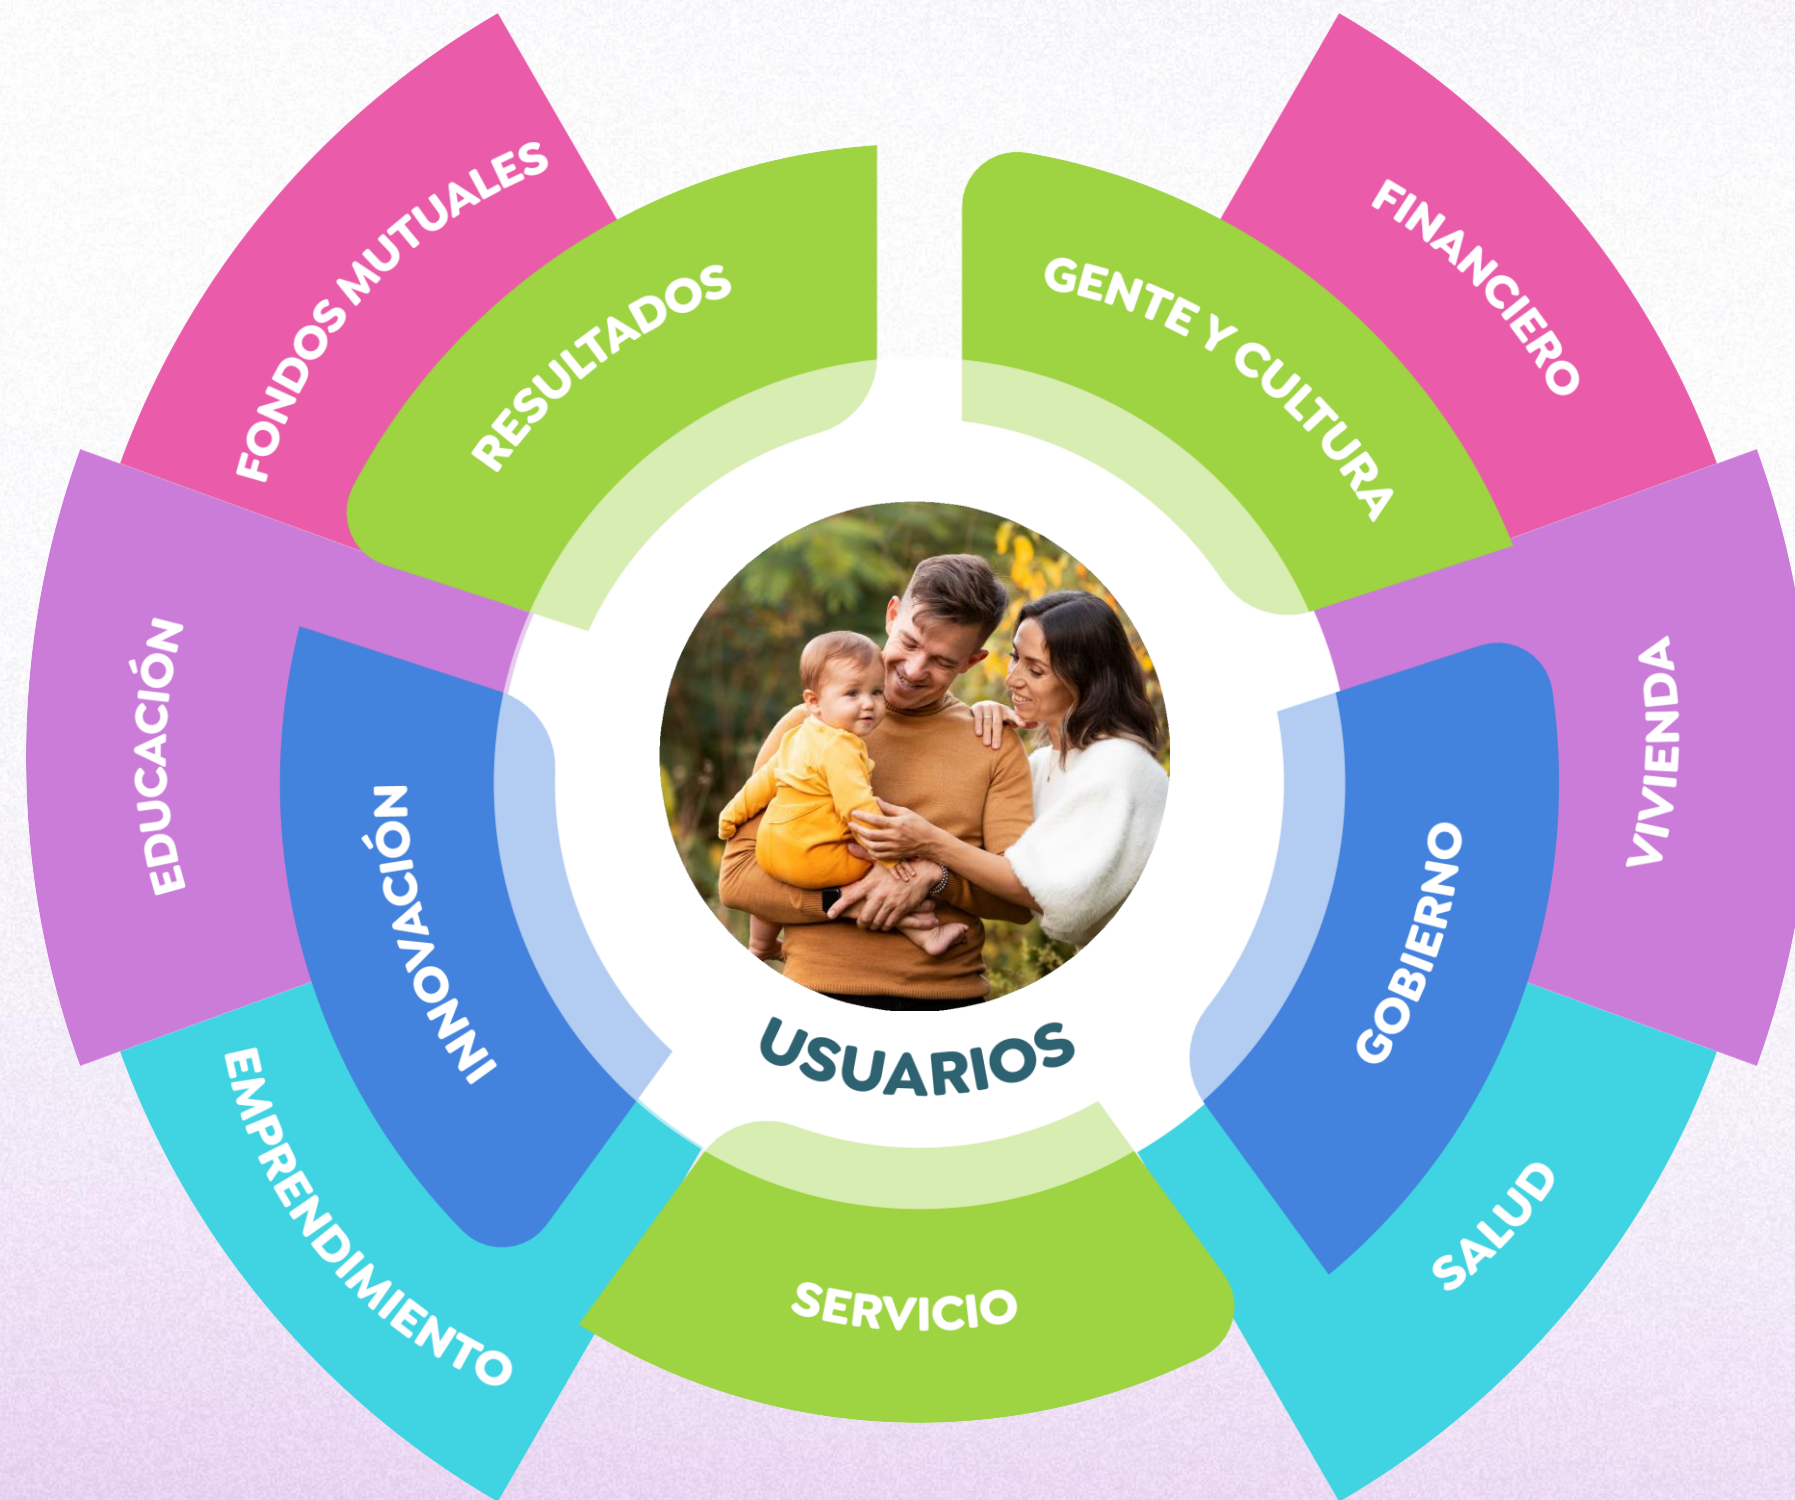 FONDOS MUTUALES
FINANCIERO
RESULTADOS
GENTE Y CULTURA
EDUCACIÓN
VIVIENDA
INNOVACIÓN
GOBIERNO
USUARIOS
EMPRENDIMIENTO
SALUD
SERVICIO